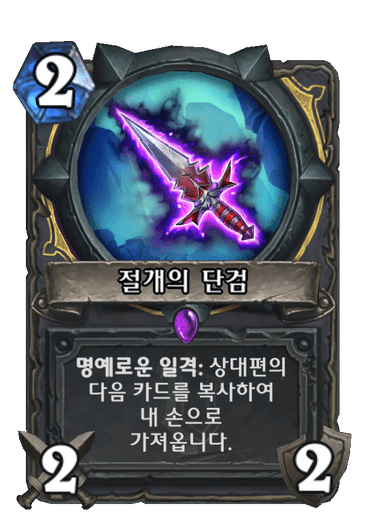 2
절개의 단검
명예로운 일격: 상대편의
다음 카드를 복사하여
내 손으로
가져옵니다.
2
2